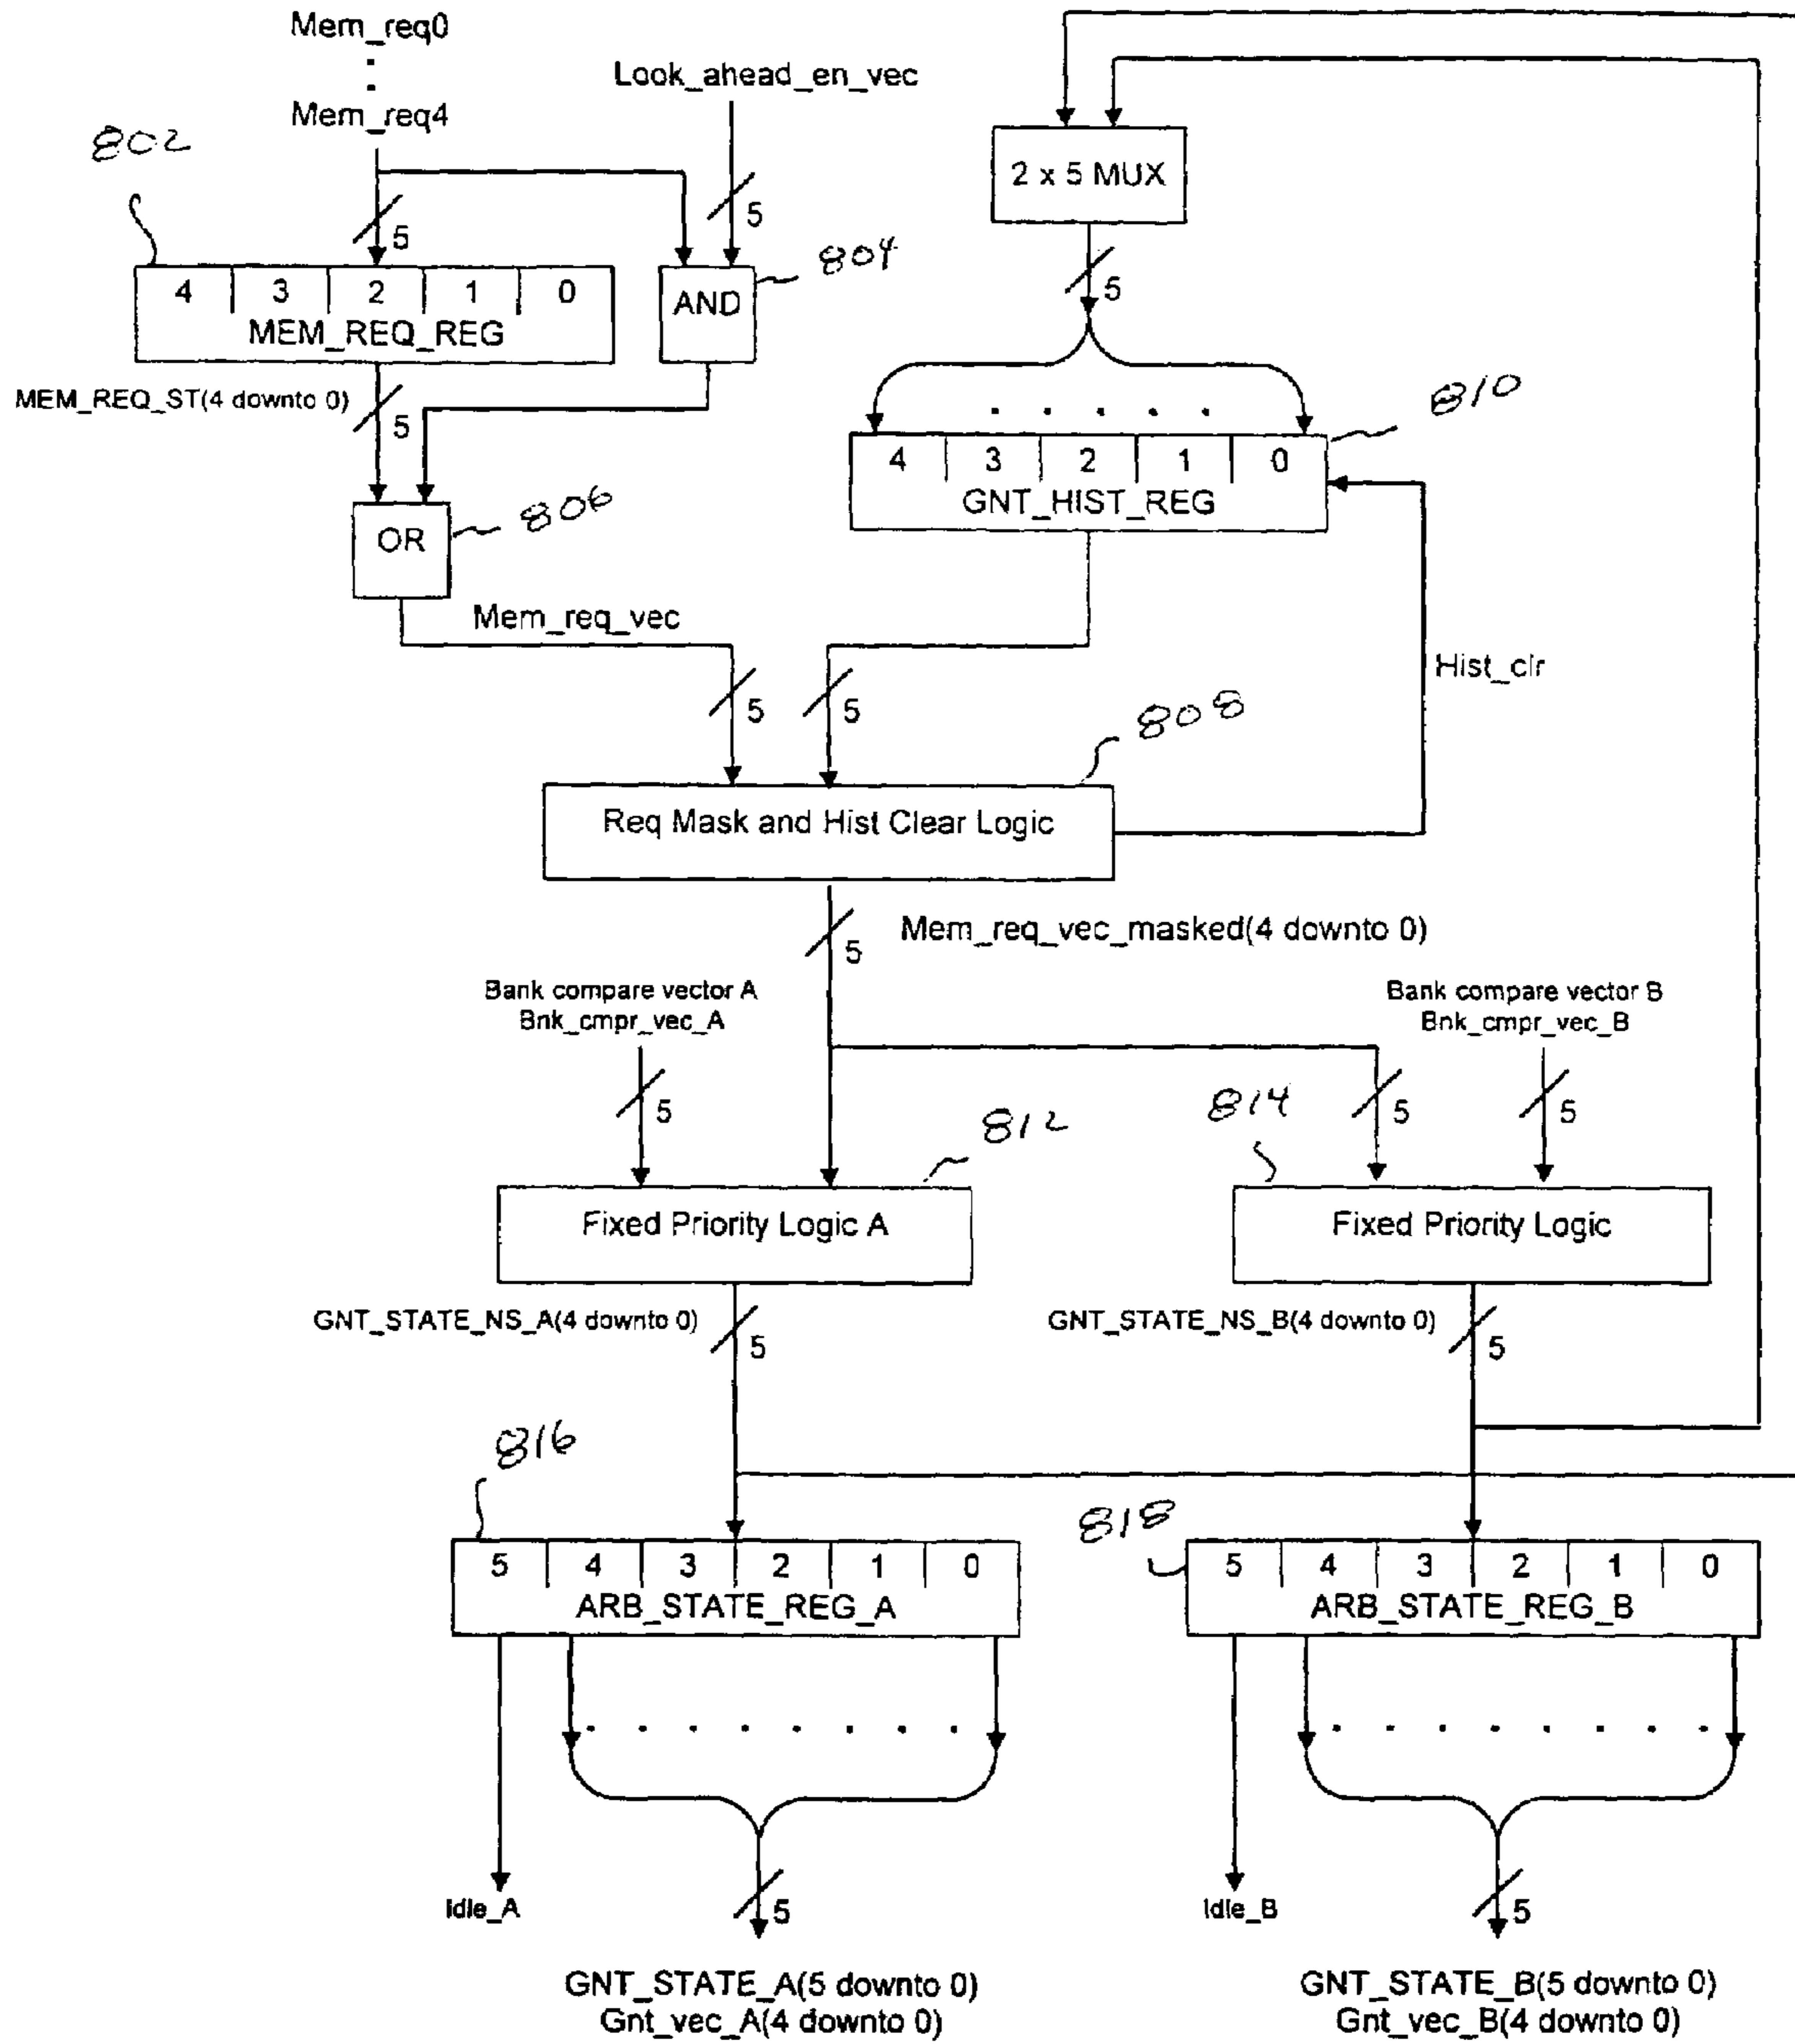 Mem_req0
Mem_req4
Look_ahead_en_vec
802
5
5
2 x 5 MUX
804
4 3 2 1 0
MEM_REQ_REG
AND
5
MEM_REQ_ST(4 downto 0)
5
810
4 3 2 1 0
GNT_HIST_REG
OR
806
Mem_req_vec
Hist_clr
5
5
808
Req Mask and Hist Clear Logic
5
Mem_req_vec_masked(4 downto 0)
Bank compare vector A
Bnk_cmpr_vec_A
Bank compare vector B
Bnk_cmpr_vec_B
5
814
5
5
812
Fixed Priority Logic A
Fixed Priority Logic
GNT_STATE_NS_A(4 downto 0)
5
GNT_STATE_NS_B(4 downto 0)
5
816
818
5 4 3 2 1 0
ARB_STATE_REG_A
5 4 3 2 1 0
ARB_STATE_REG_B
Idle_A
5
Idle_B
5
GNT_STATE_A(5 downto 0)
Gnt_vec_A(4 downto 0)
GNT_STATE_B(5 downto 0)
Gnt_vec_B(4 downto 0)